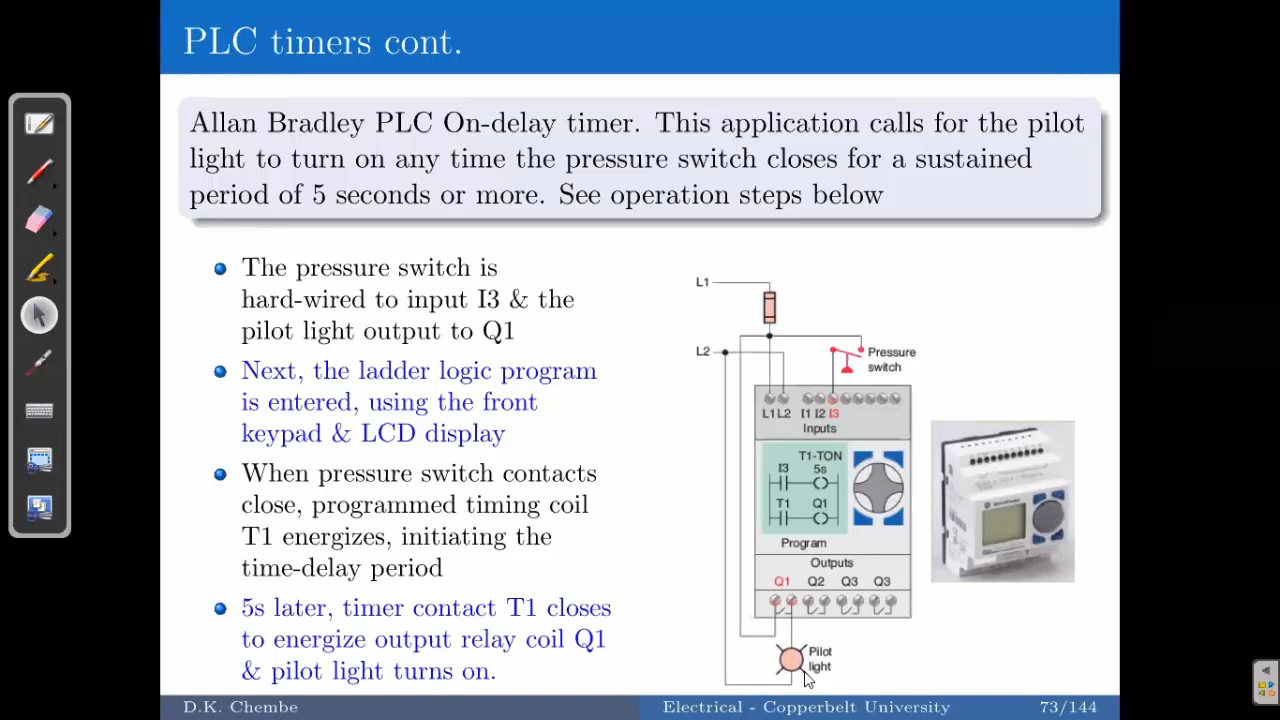 PLC timers cont.
Allan Bradley PLC On-delay timer. This application calls for the pilot
light to turn on any time the pressure switch closes for a sustained
period of 5 seconds or more. See operation steps below
The pressure switch is
hard-wired to input I3 & the
pilot light output to Q1
Next, the ladder logic program
is entered, using the front
keypad & LCD display
When pressure switch contacts
close, programmed timing coil
T1 energizes, initiating the
time-delay period
5s later, timer contact T1 closes
to energize output relay coil Q1
& pilot light turns on.
L1
L2
Pressure
switch
L1 L2 I1 I2 I3
Inputs
T1-TON
I3 5s
T1 Q1
Program
Outputs
Q1 Q2 Q3 Q3
Pilot
light
D.K. Chembe
Electrical - Copperbelt University
73/144